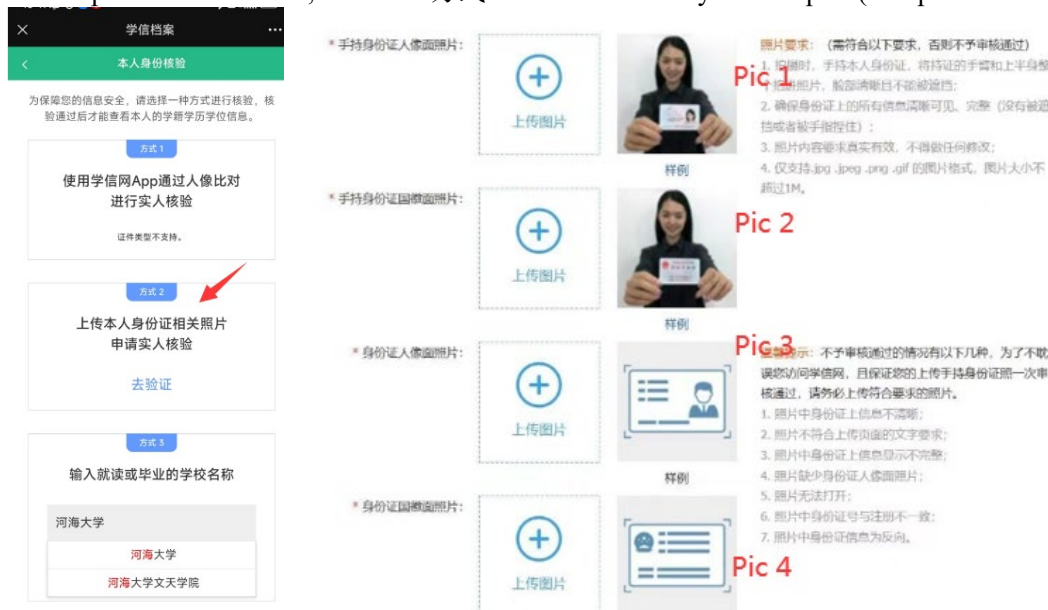 方式
学信档案
本人身份核验
为保障您的信息安全，请选择一种方式进行核验，核
验通过后才能查看本人的学籍学历学位信息。
方式 1
使用学信网App通过人像比对
进行实人核验
证件类型不支持。
方式 2
上传本人身份证相关照片
申请实人核验
去验证
方式 3
输入就读或毕业的学校名称
河海大学
河海大学
河海大学文天学院
* 手持身份证人像面照片：
上传图片
样例
Pic 1
照片要求：（需符合以下要求，否则不予审核通过）
1. 拍摄时，手持本人身份证，将持证的手臂和上半身整
个拍进照片，脸部清晰且不能被遮挡；
2. 确保身份证上的所有信息清晰可见、完整（没有被遮
挡或者被手指捏住）；
3. 照片内容要求真实有效，不得做任何修改；
4. 仅支持.jpg .jpeg .png .gif 的图片格式，图片大小不
超过1M。
* 手持身份证国徽面照片：
上传图片
样例
Pic 2
* 身份证人像面照片：
上传图片
样例
Pic 3
示：不予审核通过的情况有以下几种，为了不耽
误您访问学信网，且保证您的上传手持身份证照一次审
核通过，请务必上传符合要求的照片。
1. 照片中身份证上信息不清晰；
2. 照片不符合上传页面的文字要求；
3. 照片中身份证上信息显示不完整；
4. 照片缺少身份证人像面照片；
5. 照片无法打开；
6. 照片中身份证号与注册不一致；
7. 照片中身份证信息为反向。
* 身份证国徽面照片：
上传图片
Pic 4